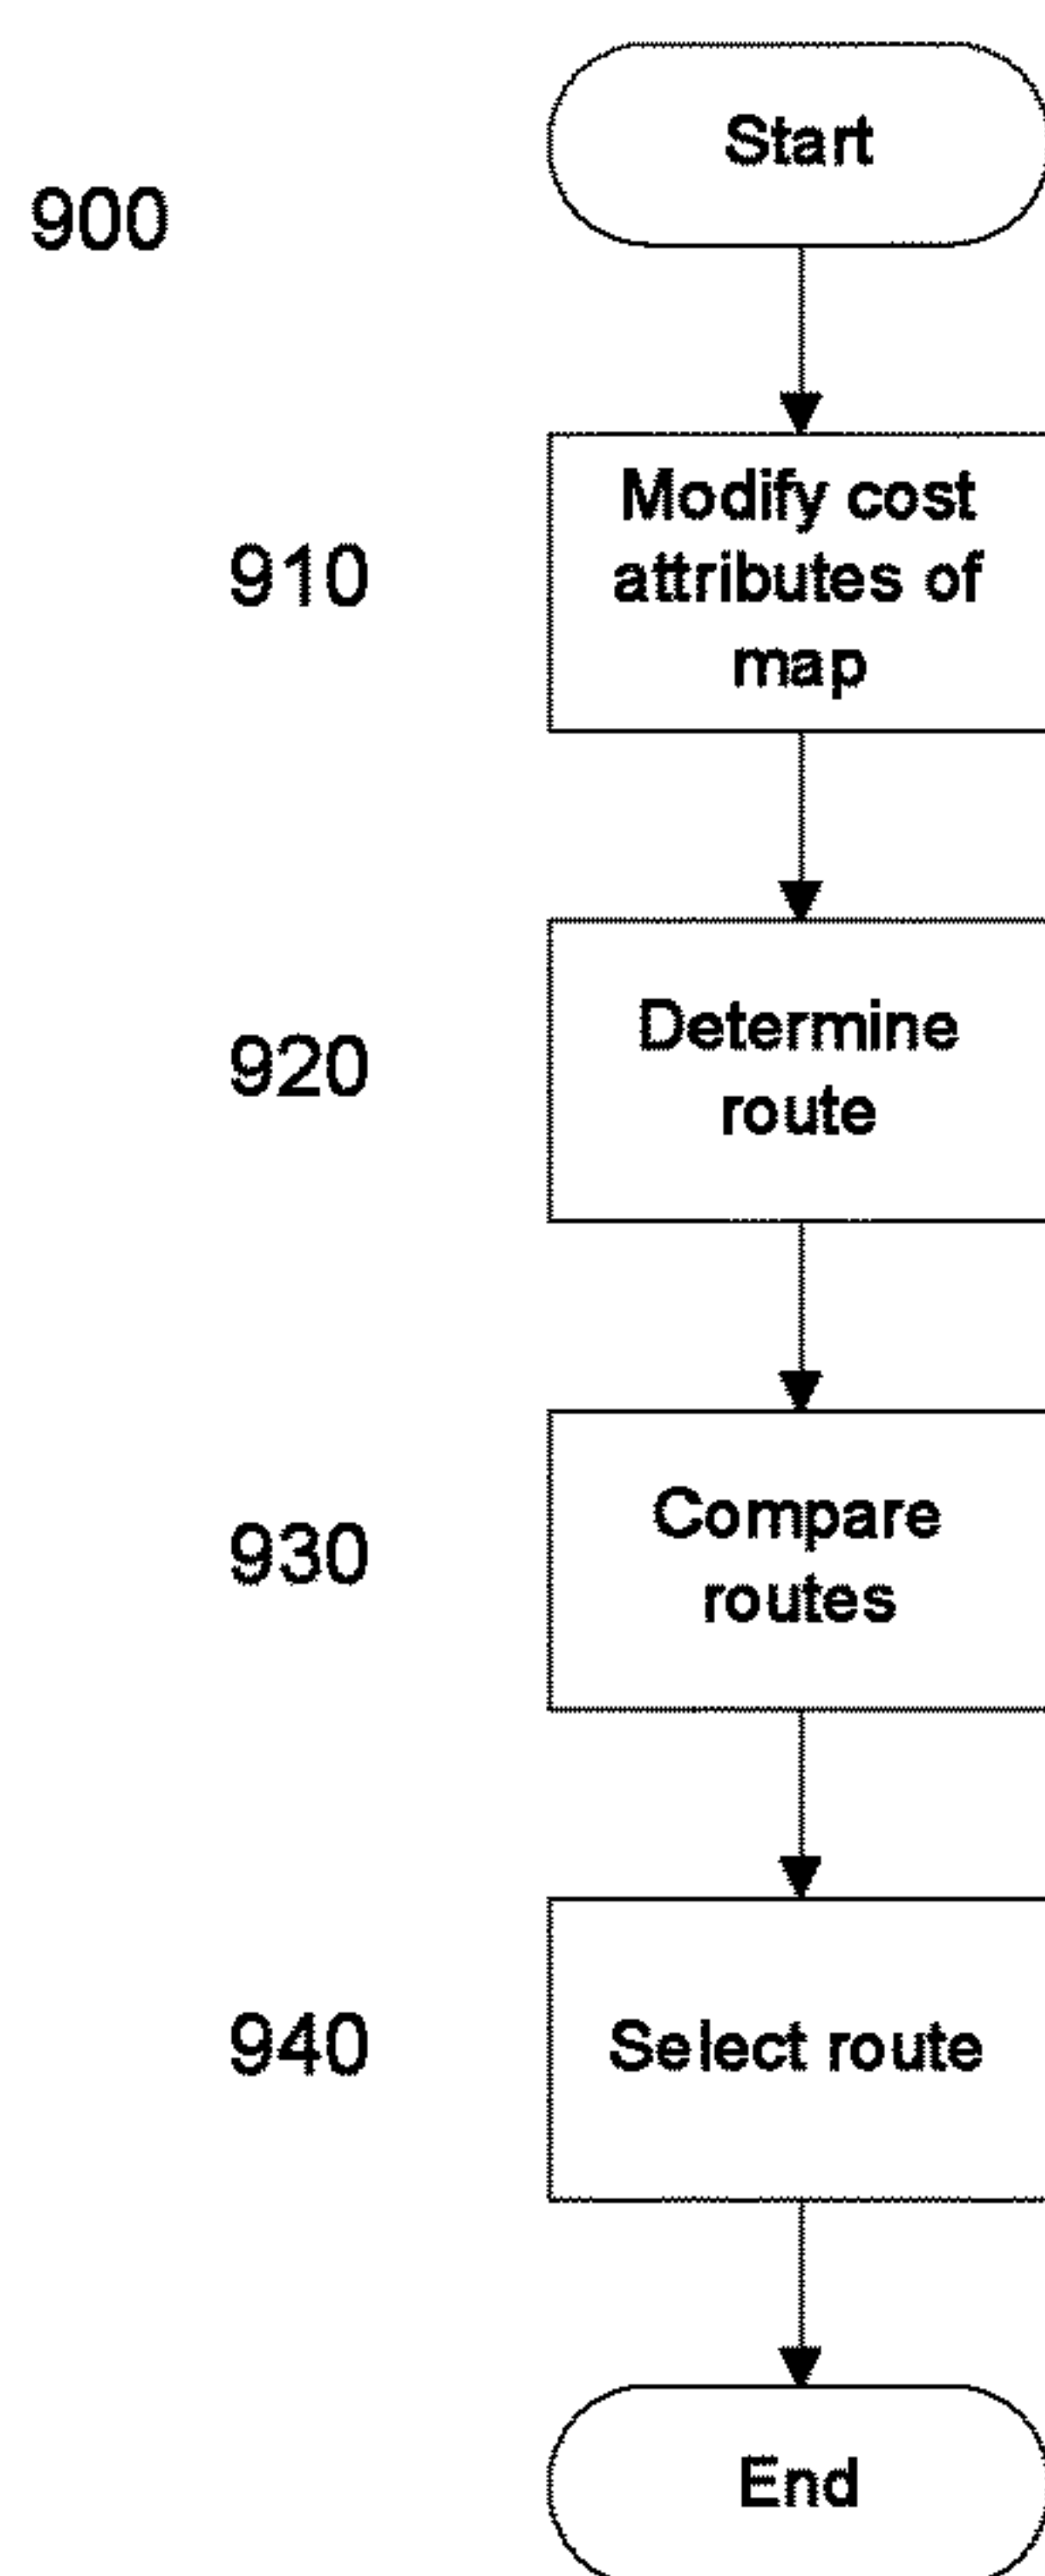 Start
900
Modify cost
attributes of
map
910
Determine
route
920
Compare
routes
930
Select route
940
End